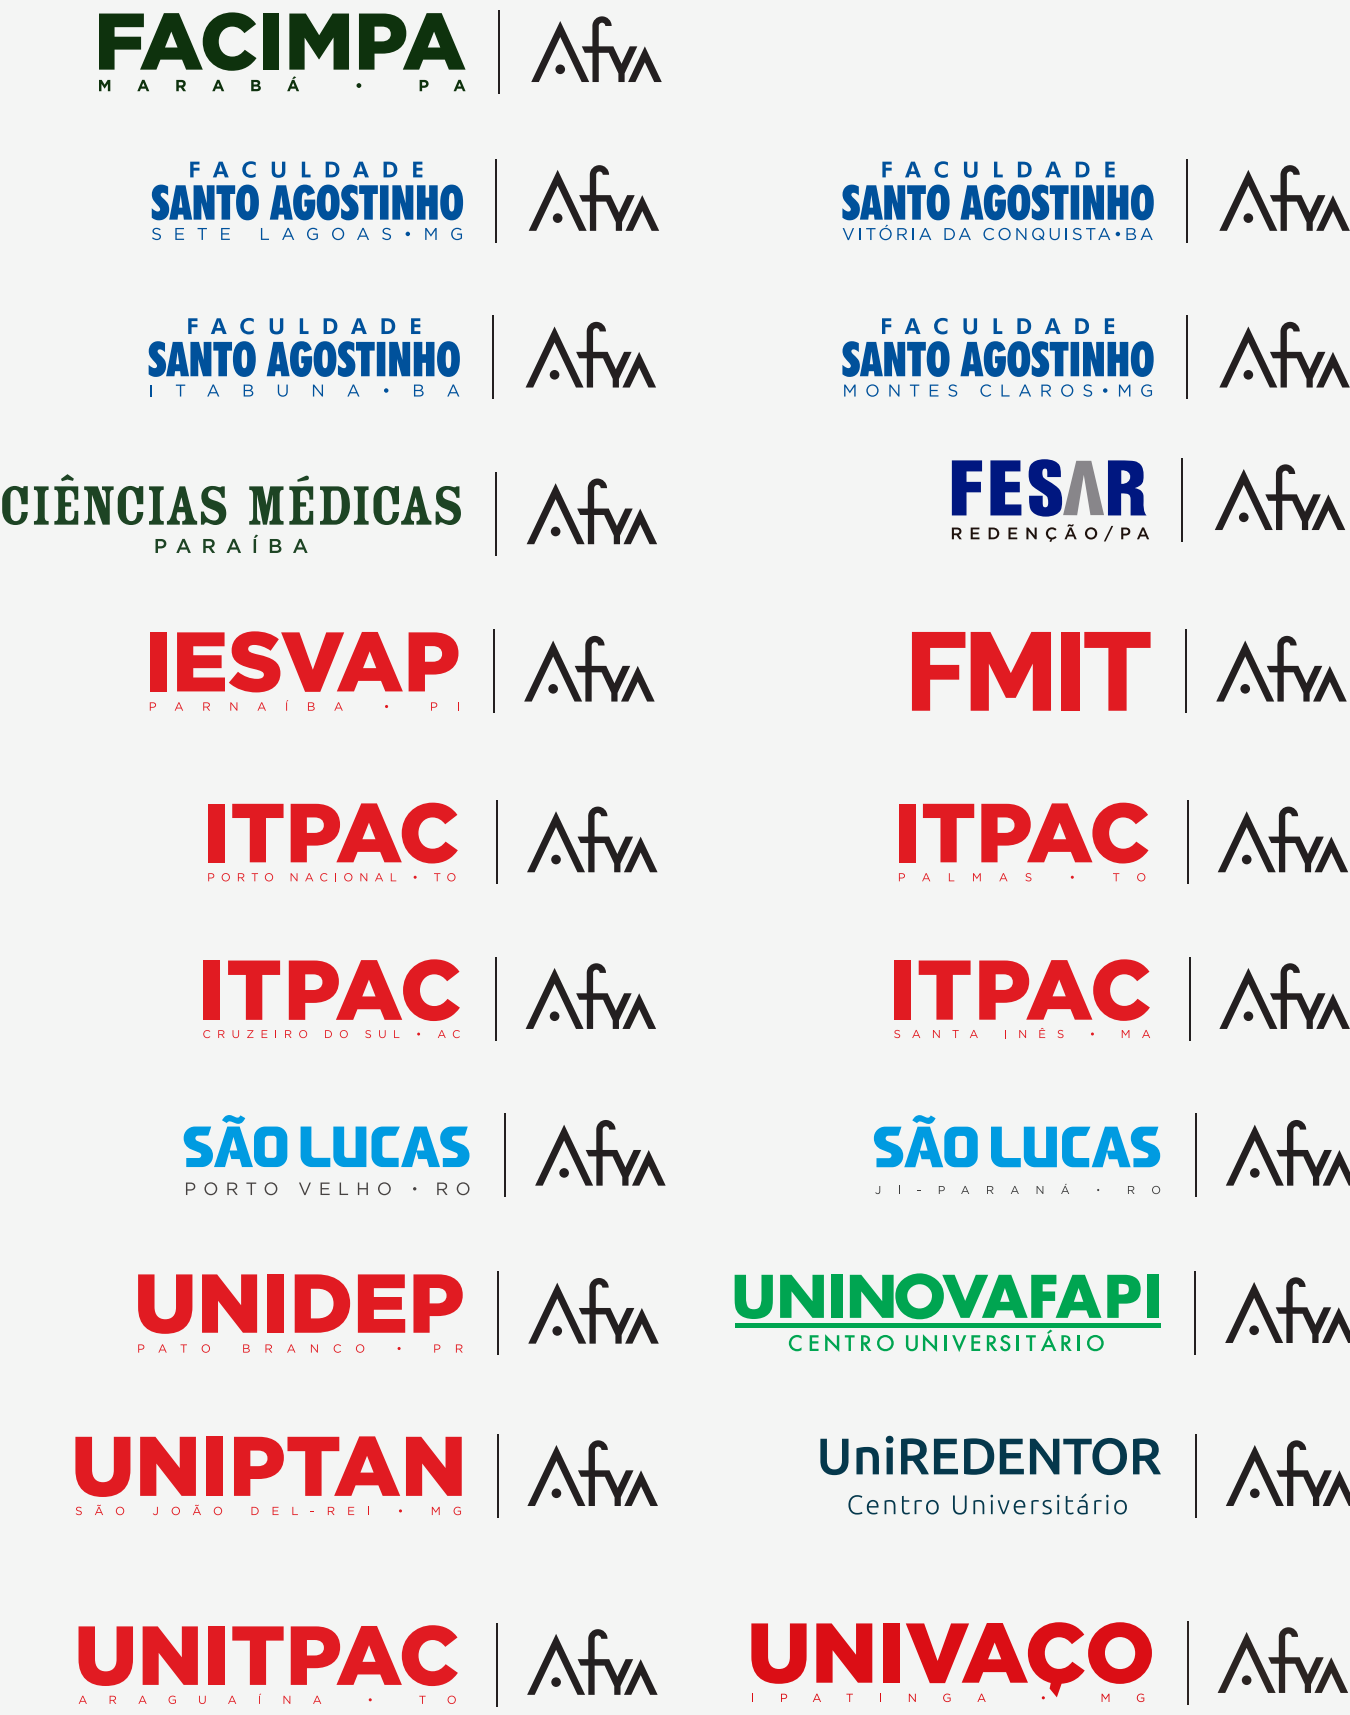 FACIMPA
MARABÁ • PA
Afya
FACULDADE
SANTO AGOSTINHO
SETE LAGOAS • MG
Afya
FACULDADE
SANTO AGOSTINHO
VITÓRIA DA CONQUISTA • BA
Afya
FACULDADE
SANTO AGOSTINHO
ITABUNA • BA
Afya
FACULDADE
SANTO AGOSTINHO
MONTES CLAROS • MG
Afya
CIÊNCIAS MÉDICAS
PARAÍBA
Afya
FESAR
REDENÇÃO/PA
Afya
IESVAP
PARNAÍBA • PI
Afya
FMIT
Afya
ITPAC
PORTO NACIONAL • TO
Afya
ITPAC
PALMAS • TO
Afya
ITPAC
CRUZEIRO DO SUL • AC
Afya
ITPAC
SANTA INÊS • MA
Afya
SÃO LUCAS
PORTO VELHO • RO
Afya
SÃO LUCAS
JI-PARANÁ • RO
Afya
UNIDEP
PATO BRANCO • PR
Afya
UNINOVAFAPI
CENTRO UNIVERSITÁRIO
Afya
UNIPTAN
SÃO JOÃO DEL-REI • MG
Afya
UniREDENTOR
Centro Universitário
Afya
UNITPAC
ARAGUAÍNA • TO
Afya
UNIVAÇO
IPATINGA • MG
Afya